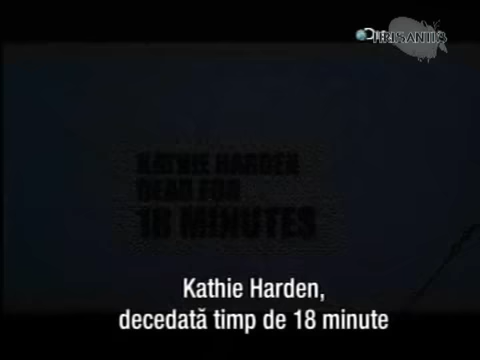 KATHIE HARDEN
DEAD FOR
18 MINUTES
Kathie Harden,
decedată timp de 18 minute